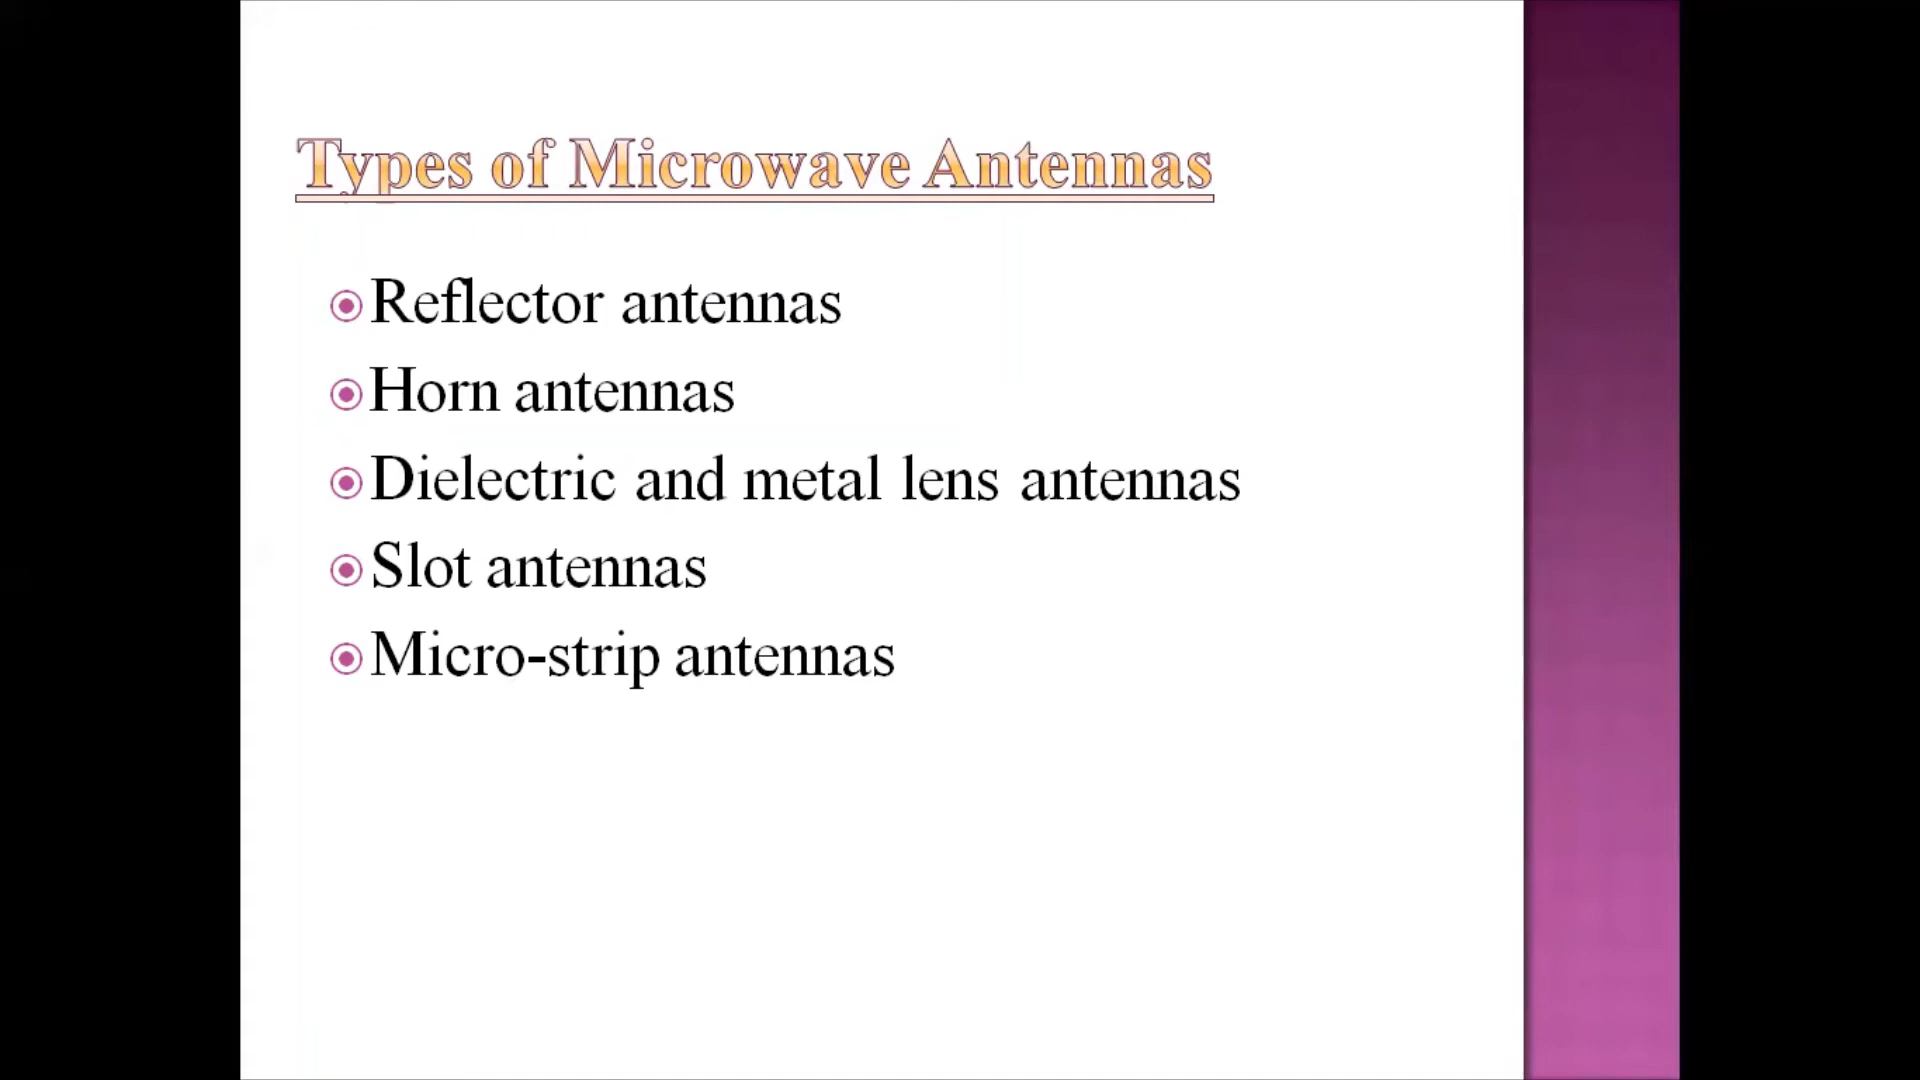 Types of Microwave Antennas
Reflector antennas
Horn antennas
Dielectric and metal lens antennas
Slot antennas
Micro-strip antennas